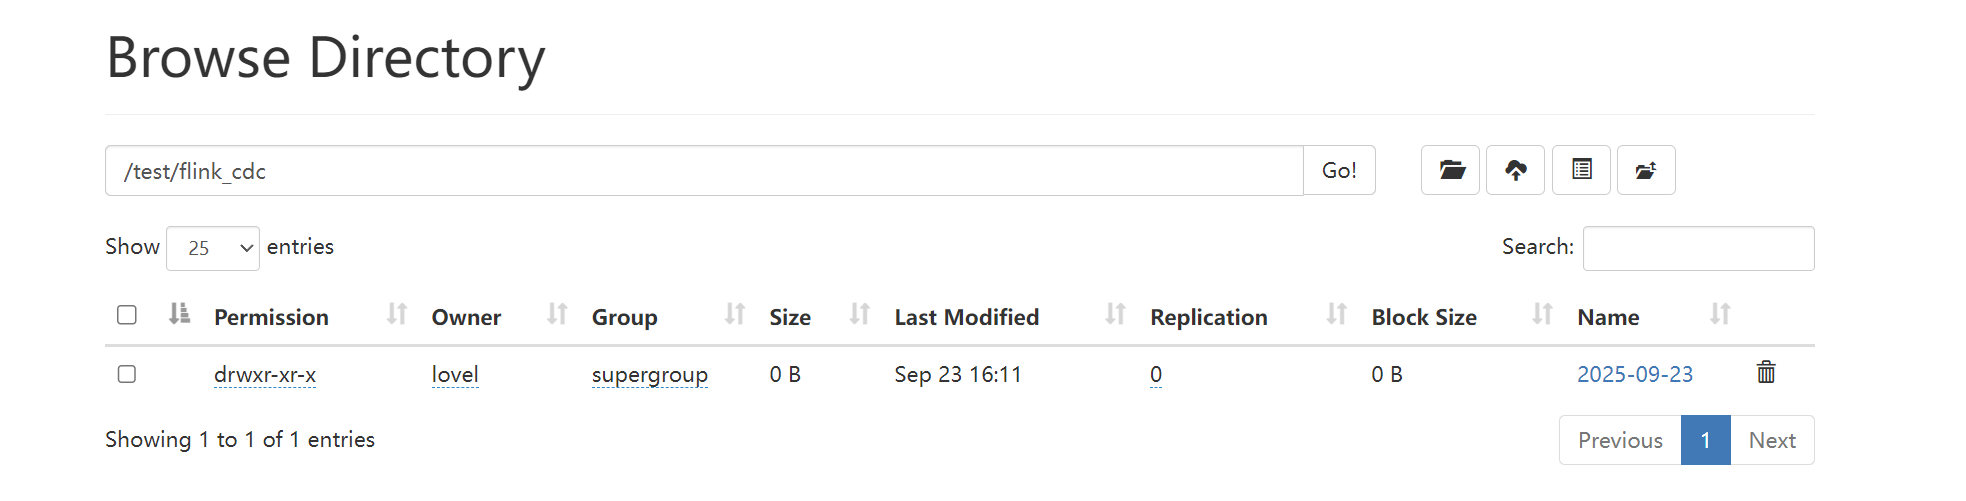 Browse Directory
/test/flink_cdc Go!
Show 25 entries Search:
Permission Owner Group Size Last Modified Replication Block Size Name
drwxr-xr-x lovel supergroup 0 B Sep 23 16:11 0 0 B 2025-09-23
Showing 1 to 1 of 1 entries Previous 1 Next